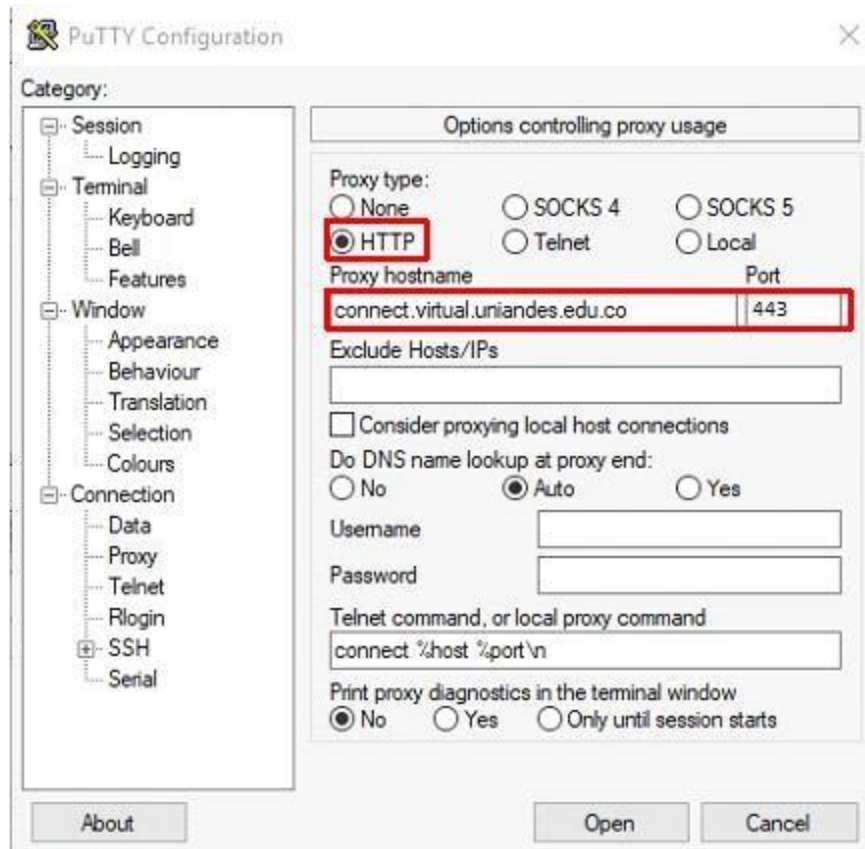 PuTTY Configuration
Category:
Session
Logging
Terminal
Keyboard
Bell
Features
Window
Appearance
Behaviour
Translation
Selection
Colours
Connection
Data
Proxy
Telnet
Rlogin
SSH
Serial
Options controlling proxy usage
Proxy type:
None SOCKS 4 SOCKS 5
HTTP Telnet Local
Proxy hostname Port
connect.virtual.uniandes.edu.co 443
Exclude Hosts/IPs
Consider proxying local host connections
Do DNS name lookup at proxy end:
No Auto Yes
Username
Password
Telnet command, or local proxy command
connect %host %port\n
Print proxy diagnostics in the terminal window
No Yes Only until session starts
About Open Cancel